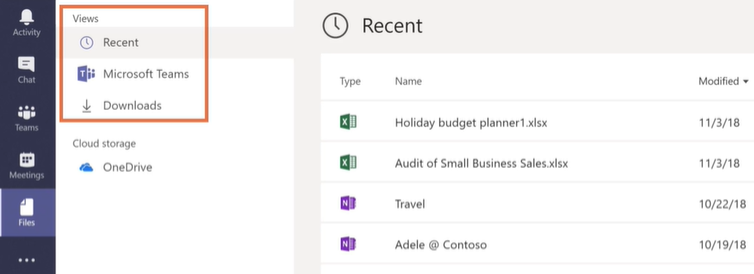 Activity
Chat
Teams
Meetings
Files
Views
Recent
Microsoft Teams
Downloads
Cloud storage
OneDrive
Recent
Type Name Modified
Holiday budget planner1.xlsx 11/3/18
Audit of Small Business Sales.xlsx 11/3/18
Travel 10/22/18
Adele @ Contoso 10/19/18